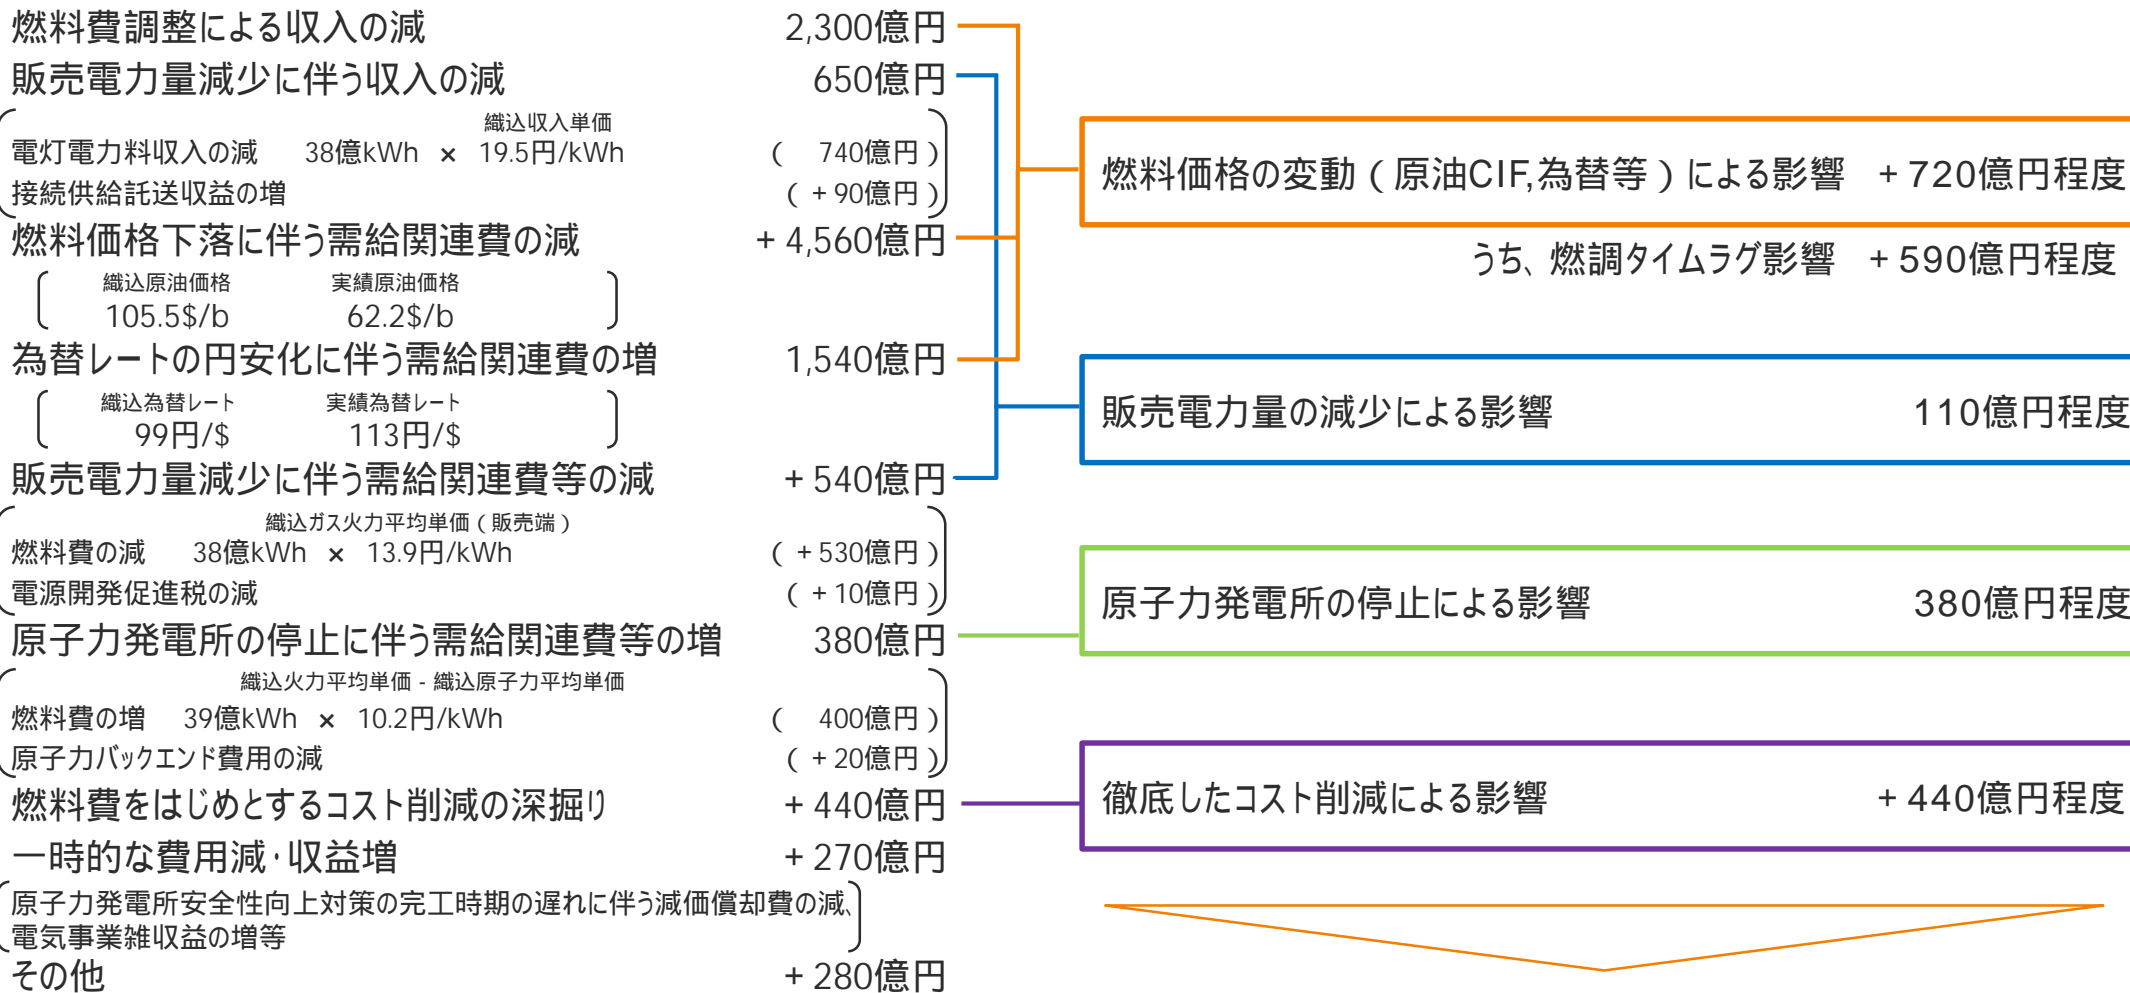 燃料費調整による収入の減 2,300億円
販売電力量減少に伴う収入の減 650億円
織込収入単価
電灯電力料収入の減 38億kWh × 19.5円/kWh ( 740億円 )
接続供給託送収益の増 ( + 90億円 )
燃料価格下落に伴う需給関連費の減 + 4,560億円
織込原油価格 実績原油価格
105.5$/b 62.2$/b
為替レートの円安化に伴う需給関連費の増 1,540億円
織込為替レート 実績為替レート
99円/$ 113円/$
販売電力量減少に伴う需給関連費等の減 + 540億円
織込ガス火力平均単価 ( 販売端 )
燃料費の減 38億kWh × 13.9円/kWh ( + 530億円 )
電源開発促進税の減 ( + 10億円 )
原子力発電所の停止に伴う需給関連費等の増 380億円
織込火力平均単価 - 織込原子力平均単価
燃料費の増 39億kWh × 10.2円/kWh ( 400億円 )
原子力バックエンド費用の減 ( + 20億円 )
燃料費をはじめとするコスト削減の深掘り + 440億円
一時的な費用減・収益増 + 270億円
原子力発電所安全性向上対策の完工時期の遅れに伴う減価償却費の減、
電気事業雑収益の増等
その他 + 280億円
燃料価格の変動 ( 原油CIF,為替等 ) による影響 + 720億円程度
うち、燃調タイムラグ影響 + 590億円程度
販売電力量の減少による影響 110億円程度
原子力発電所の停止による影響 380億円程度
徹底したコスト削減による影響 + 440億円程度